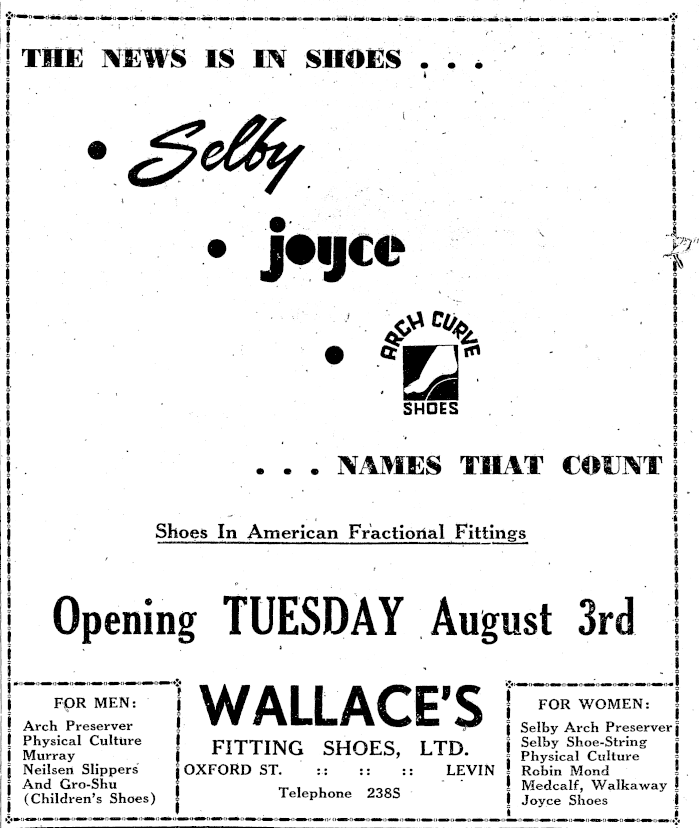 THE NEWS IS IN SHOES . . .
• Selby
• joyce
• ARCH CURVE
SHOES
. . . NAMES THAT COUNT
Shoes In American Fractional Fittings
Opening TUESDAY August 3rd
FOR MEN:
Arch Preserver
Physical Culture
Murray
Neilsen Slippers
And Gro-Shu
(Children's Shoes)
WALLACE'S
FITTING SHOES, LTD.
OXFORD ST. :: :: :: LEVIN
Telephone 238S
FOR WOMEN:
Selby Arch Preserver
Selby Shoe-String
Physical Culture
Robin Mond
Medcalf, Walkaway
Joyce Shoes